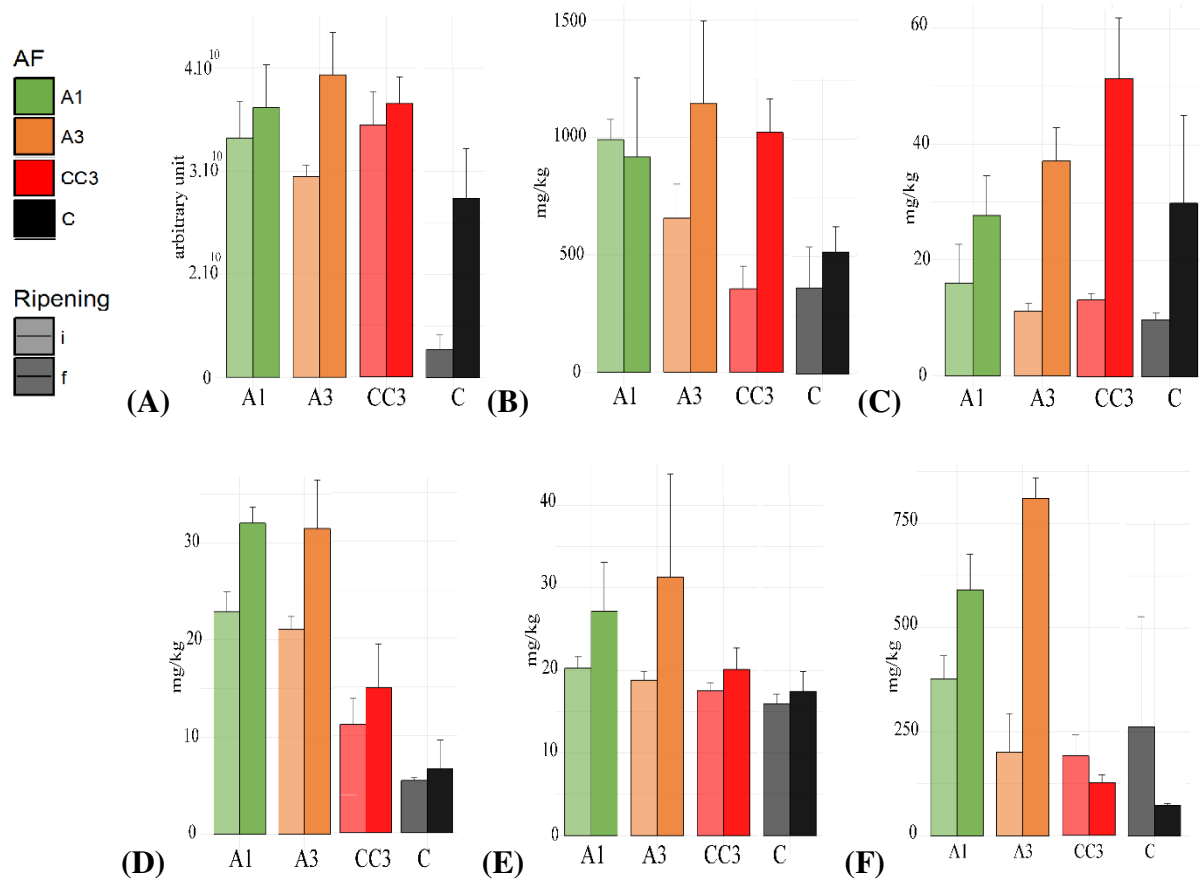 AF
A1
A3
CC3
C
Ripening
i
f
(A)
arbitrary unit
4.10^10
3.10^10
2.10^10
0
A1 A3 CC3 C
(B)
mg/kg
1500
1000
500
0
A1 A3 CC3 C
(C)
mg/kg
60
40
20
0
A1 A3 CC3 C
(D)
mg/kg
30
20
10
0
A1 A3 CC3 C
(E)
mg/kg
40
30
20
10
0
A1 A3 CC3 C
(F)
mg/kg
750
500
250
0
A1 A3 CC3 C